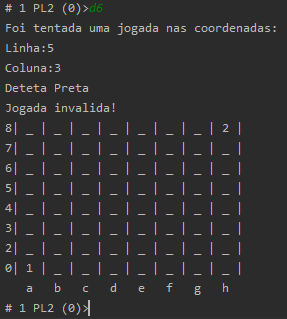 # 1 PL2 (0)>d6
Foi tentada uma jogada nas coordenadas:
Linha:5
Coluna:3
Deteta Preta
Jogada invalida!
8| _ | _ | _ | _ | _ | _ | _ | 2 |
7| _ | _ | _ | _ | _ | _ | _ | _ |
6| _ | _ | _ | _ | _ | _ | _ | _ |
5| _ | _ | _ | _ | _ | _ | _ | _ |
4| _ | _ | _ | _ | _ | _ | _ | _ |
3| _ | _ | _ | _ | _ | _ | _ | _ |
2| _ | _ | _ | _ | _ | _ | _ | _ |
0| 1 | _ | _ | _ | _ | _ | _ | _ |
a b c d e f g h
# 1 PL2 (0)>